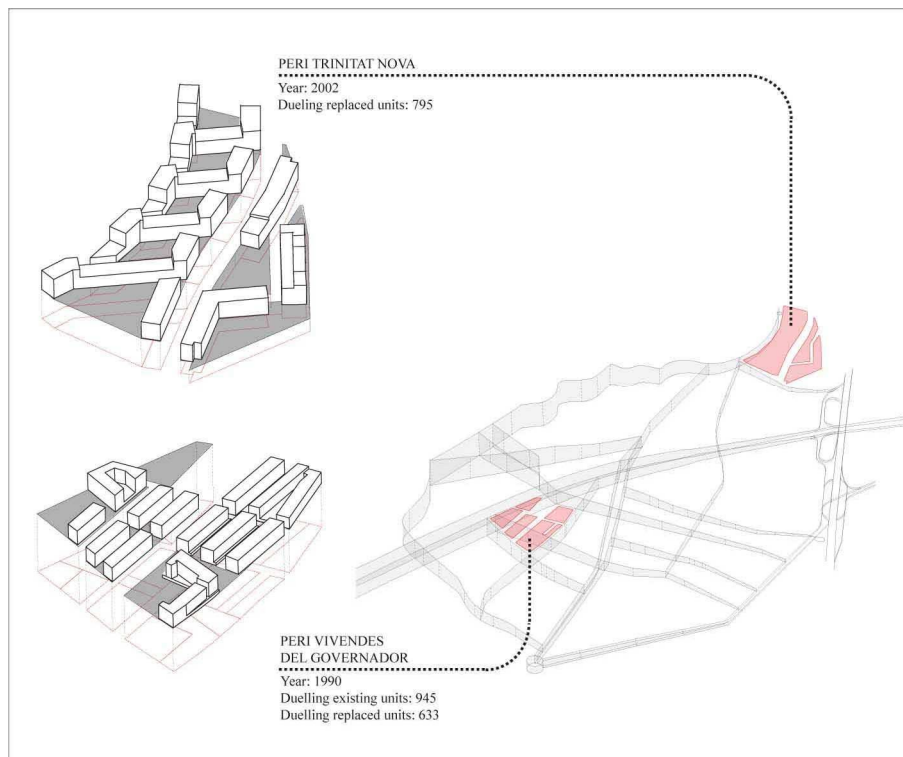 PERI TRINITAT NOVA
Year: 2002
Dueling replaced units: 795
PERI VIVENDES
DEL GOVERNADOR
Year: 1990
Duelling existing units: 945
Duelling replaced units: 633